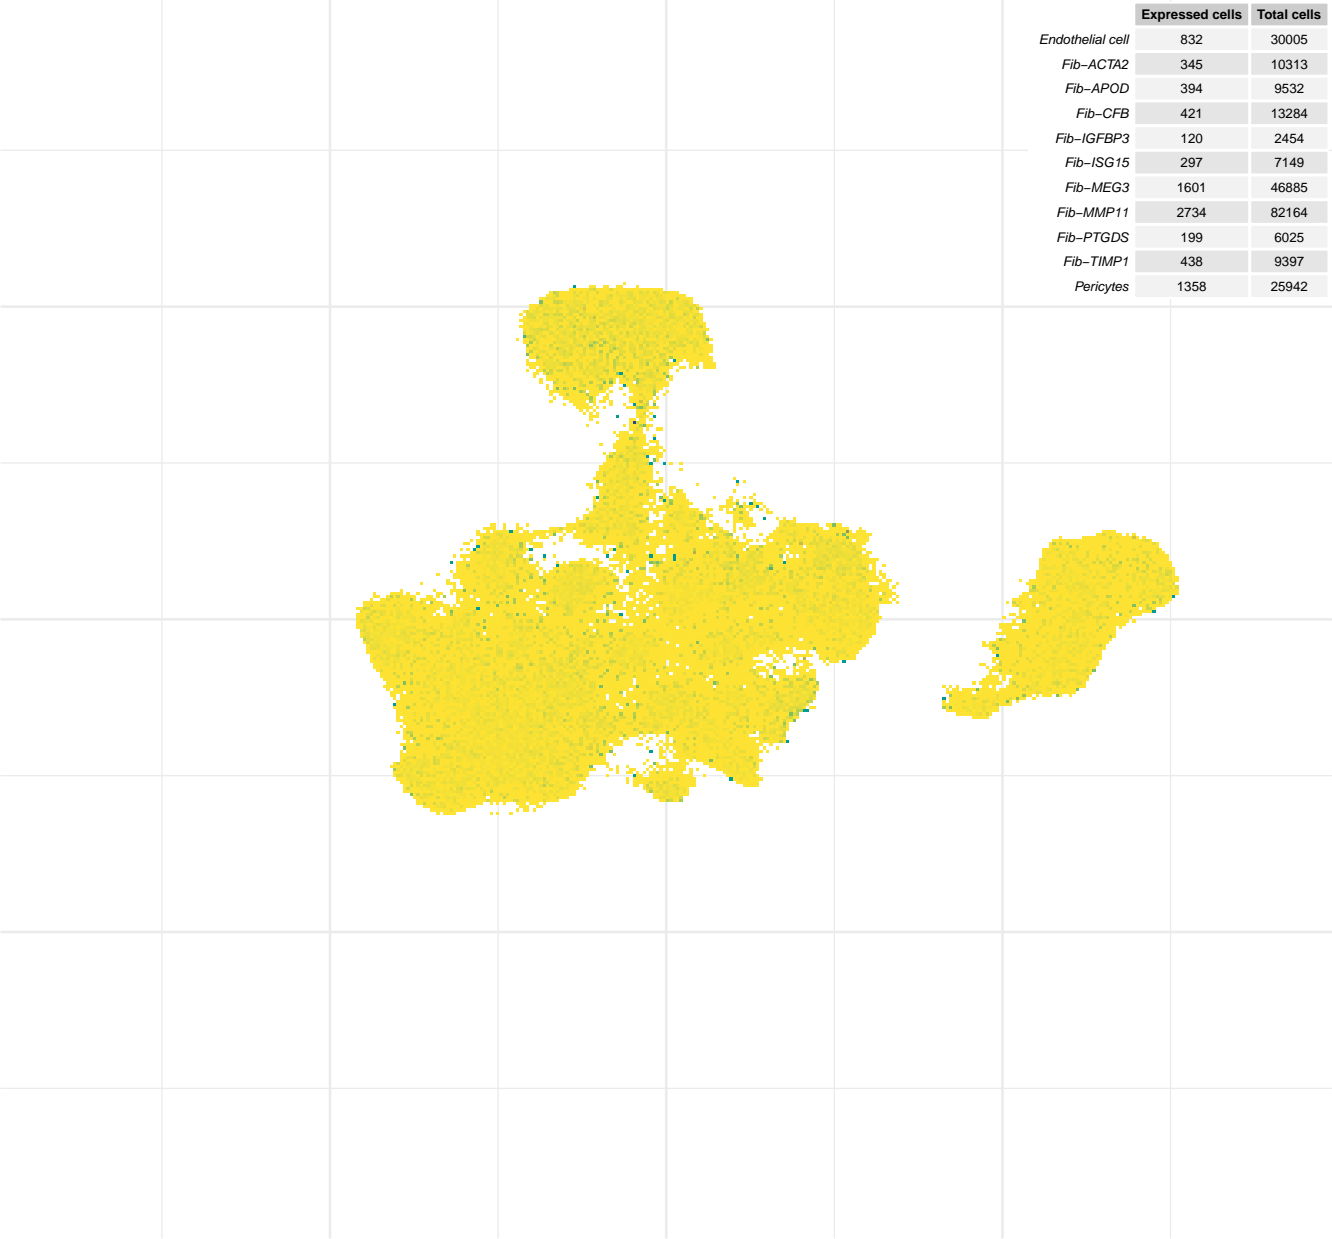 Expressed cells Total cells
Endothelial cell 832 30005
Fib−ACTA2 345 10313
Fib−APOD 394 9532
Fib−CFB 421 13284
Fib−IGFBP3 120 2454
Fib−ISG15 297 7149
Fib−MEG3 1601 46885
Fib−MMP11 2734 82164
Fib−PTGDS 199 6025
Fib−TIMP1 438 9397
Pericytes 1358 25942